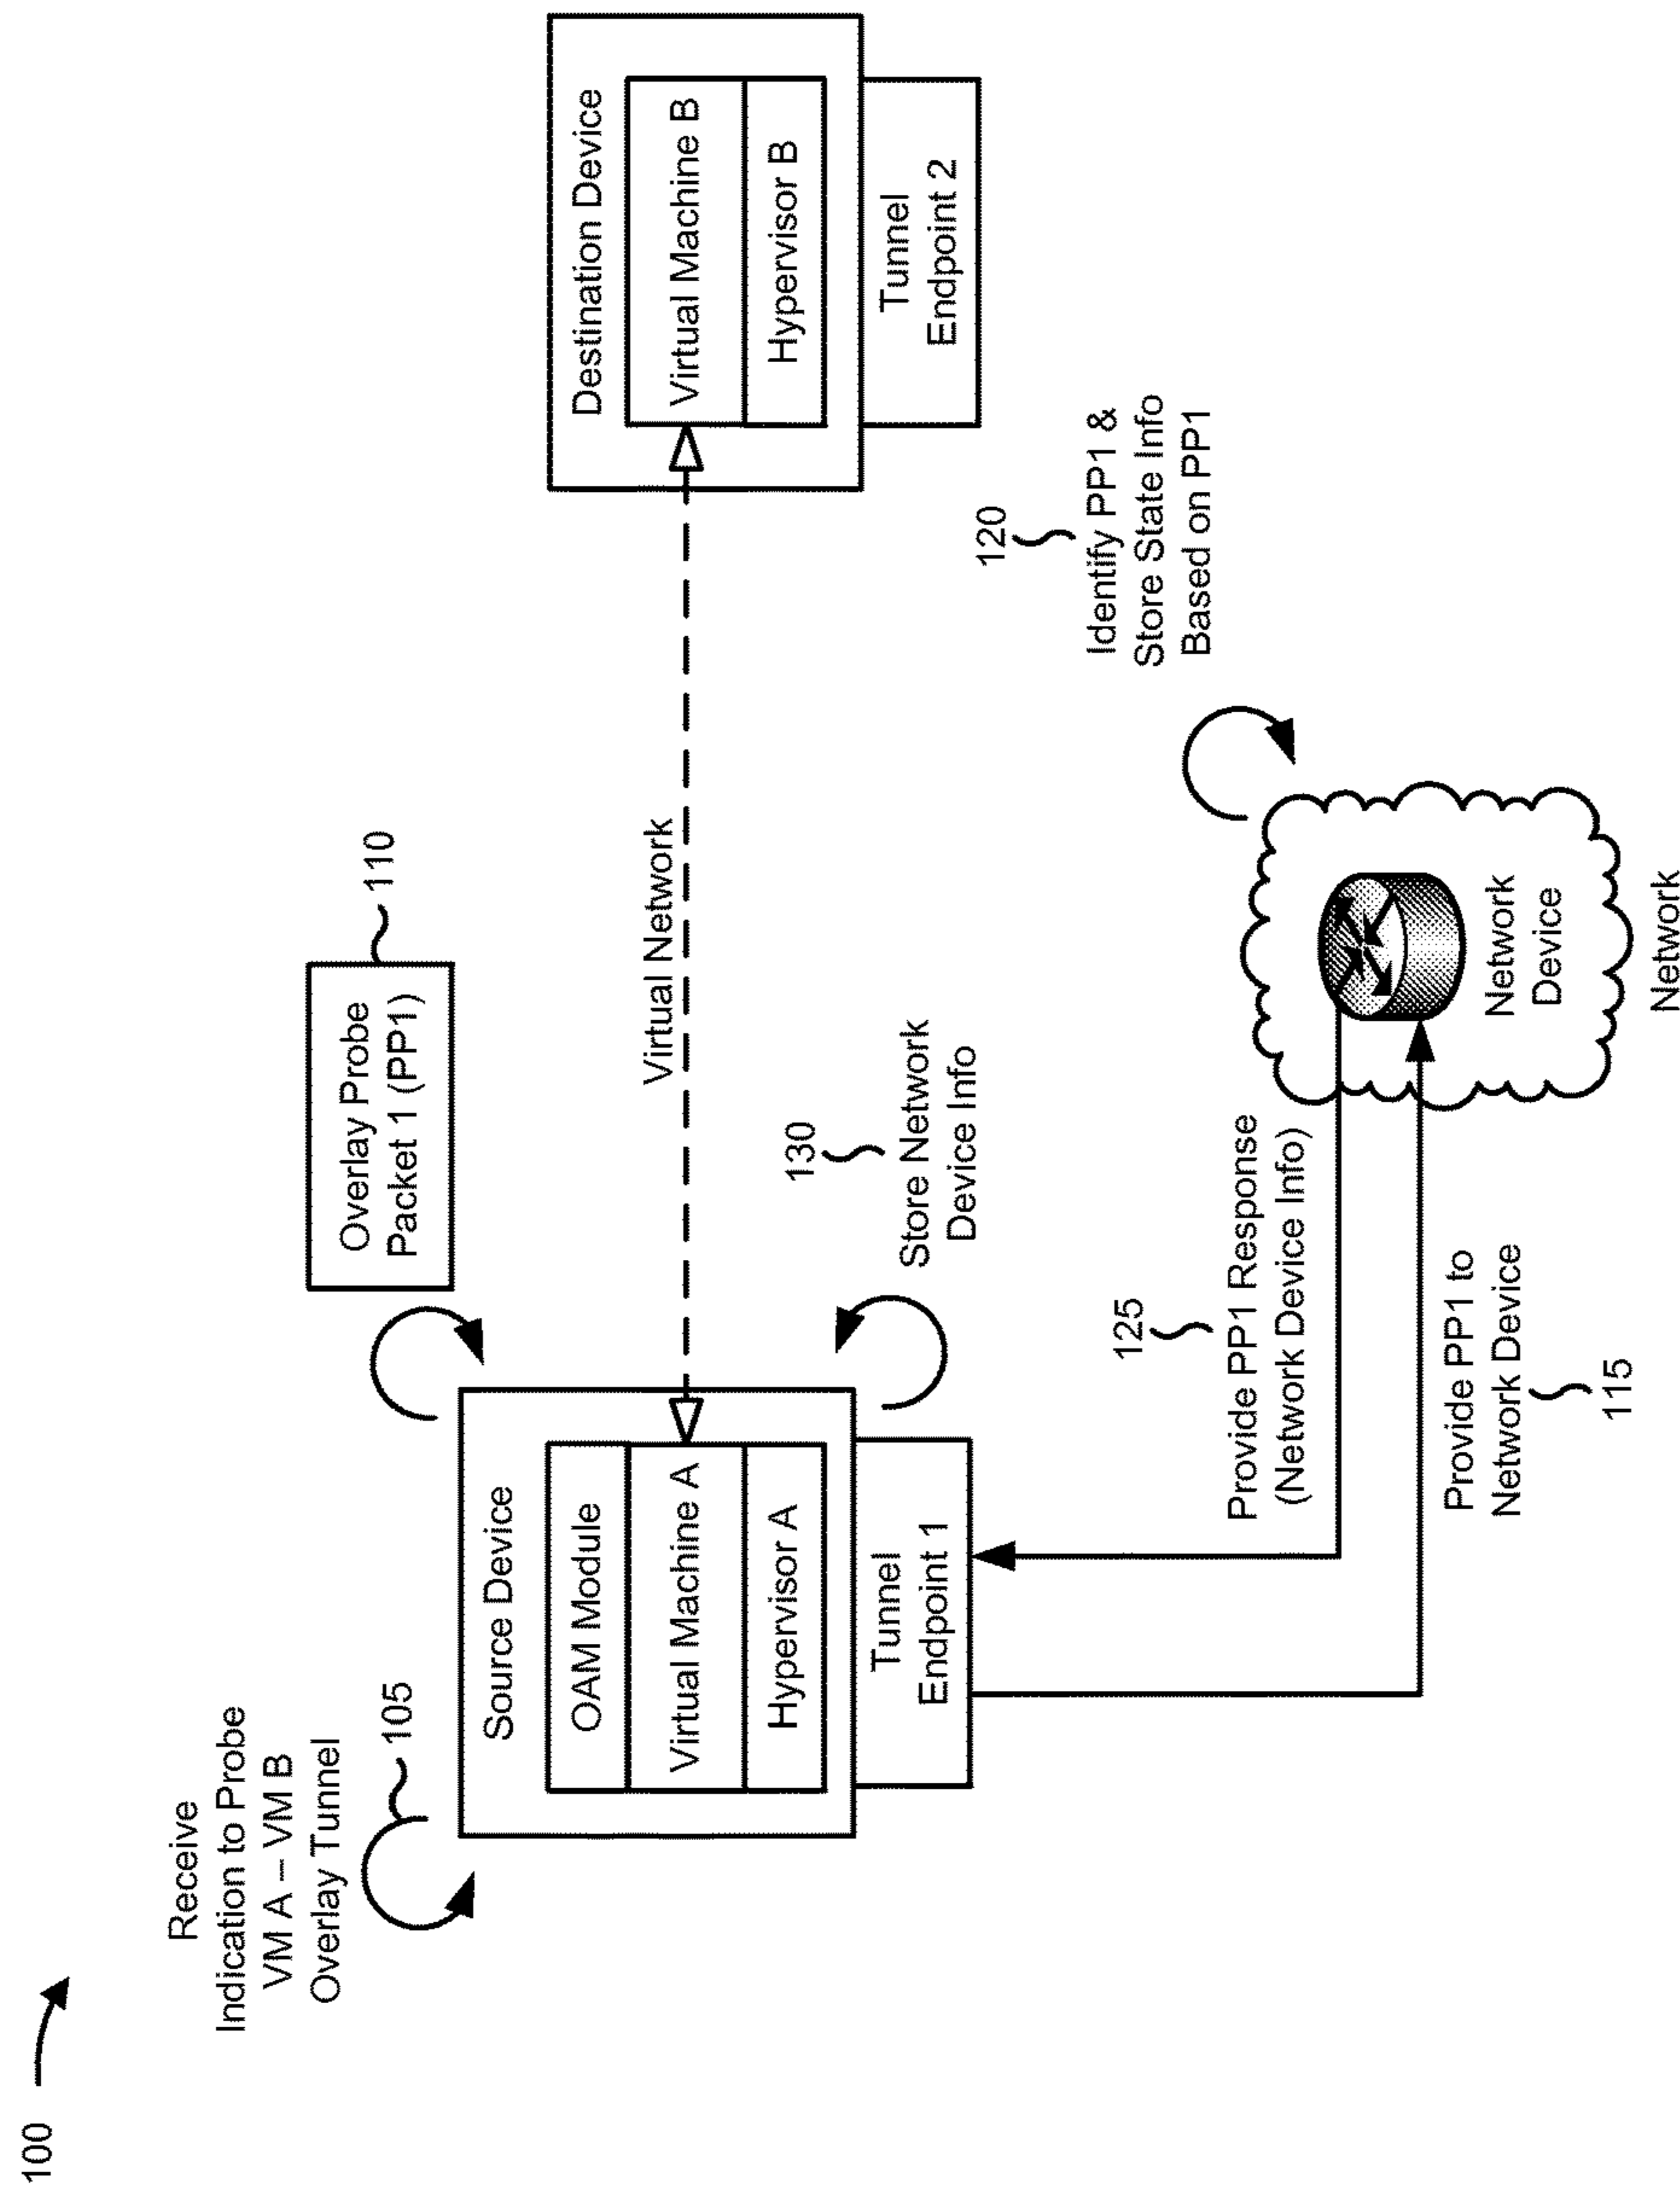 100
Receive
Indication to Probe
VM A – VM B
Overlay Tunnel
105
Overlay Probe
Packet 1 (PP1)
110
Source Device
OAM Module
Virtual Machine A
Hypervisor A
Tunnel
Endpoint 1
Virtual Network
Destination Device
Virtual Machine B
Hypervisor B
Tunnel
Endpoint 2
130
Store Network
Device Info
120
Identify PP1 &
Store State Info
Based on PP1
125
Provide PP1 Response
(Network Device Info)
Provide PP1 to
Network Device
115
Network
Device
Network